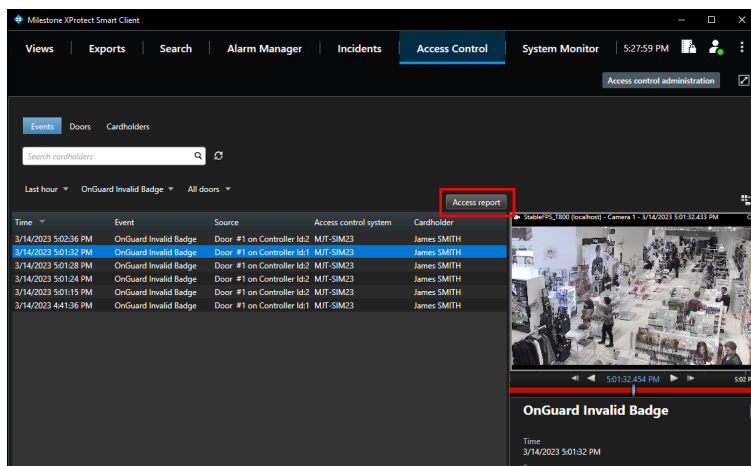 Milestone XProtect Smart Client
Views Exports Search Alarm Manager Incidents Access Control System Monitor 5:27:59 PM
Access control administration
Events Doors Cardholders
Search cardholders
Last hour OnGuard Invalid Badge All doors
Access report
Time Event Source Access control system Cardholder
3/14/2023 5:02:36 PM OnGuard Invalid Badge Door #1 on Controller Id:2 MJT-SIM23 James SMITH
3/14/2023 5:01:32 PM OnGuard Invalid Badge Door #1 on Controller Id:1 MJT-SIM23 James SMITH
3/14/2023 5:01:28 PM OnGuard Invalid Badge Door #1 on Controller Id:2 MJT-SIM23 James SMITH
3/14/2023 5:01:24 PM OnGuard Invalid Badge Door #1 on Controller Id:2 MJT-SIM23 James SMITH
3/14/2023 5:01:15 PM OnGuard Invalid Badge Door #1 on Controller Id:2 MJT-SIM23 James SMITH
3/14/2023 4:41:36 PM OnGuard Invalid Badge Door #1 on Controller Id:1 MJT-SIM23 James SMITH
StableFPS_T800 (localhost) - Camera 1 - 3/14/2023 5:01:32.433 PM
5:01:32.454 PM 5:02
OnGuard Invalid Badge
Time
3/14/2023 5:01:32 PM